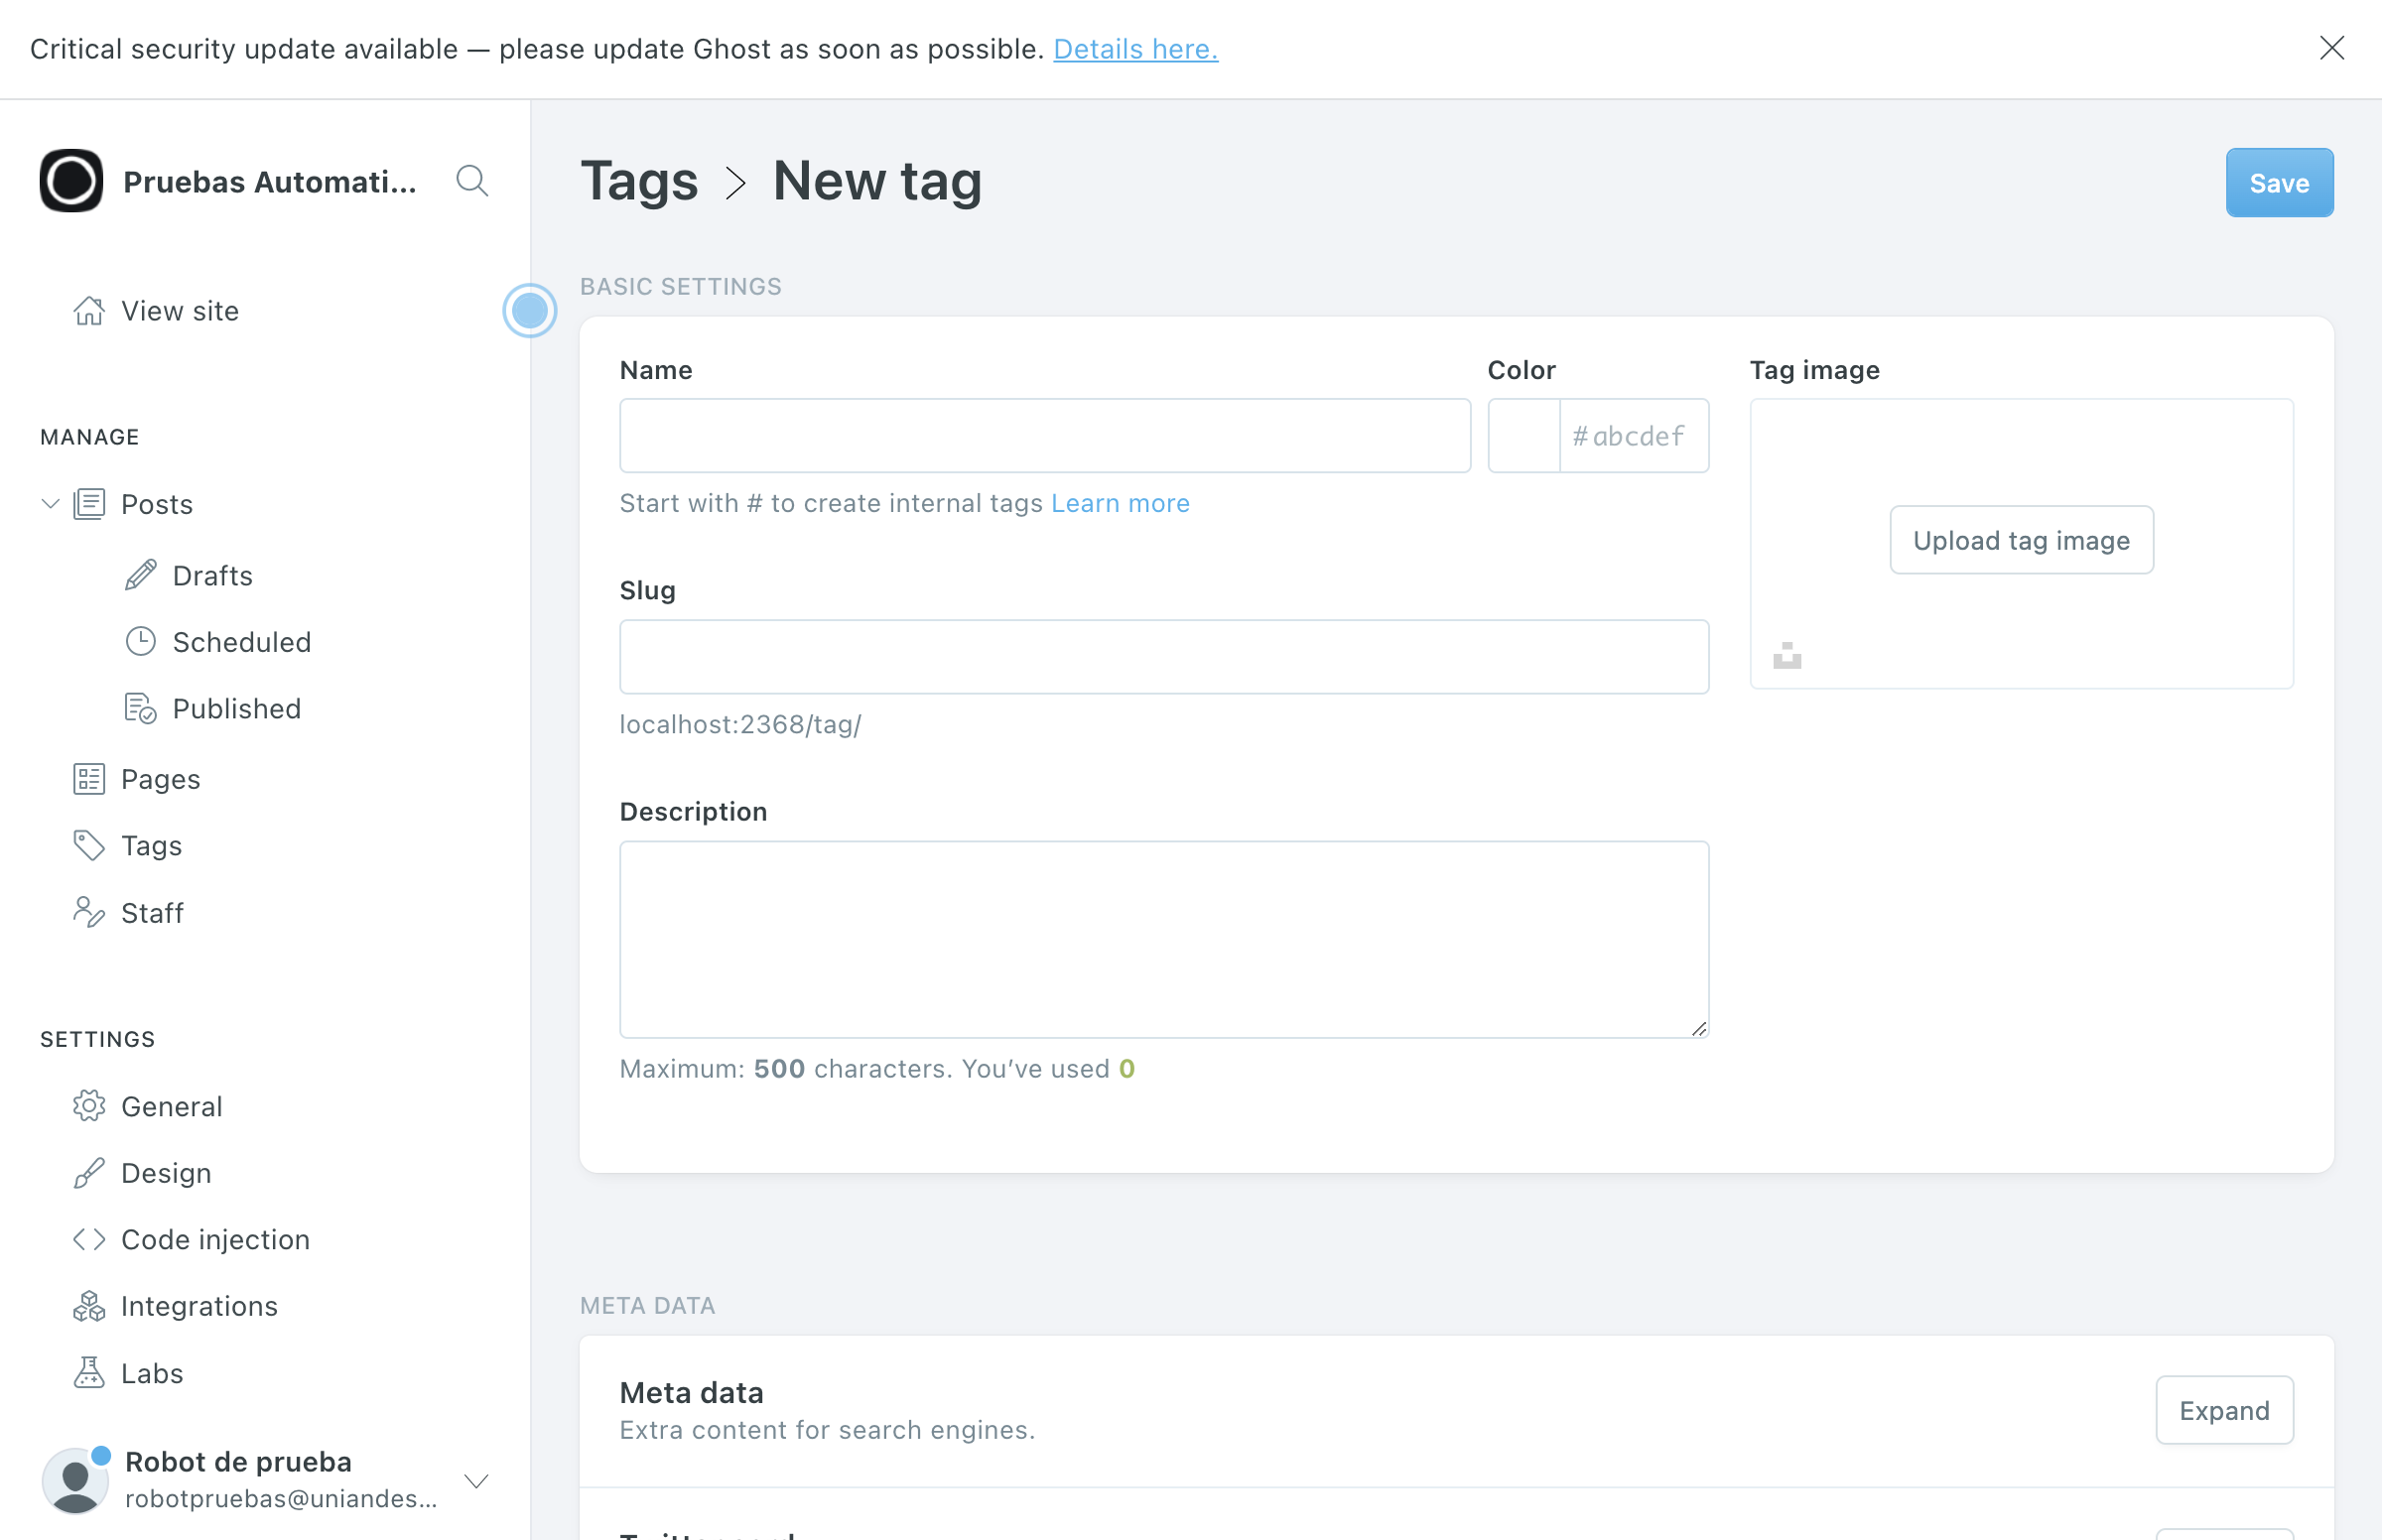 Critical security update available — please update Ghost as soon as possible. Details here.
Pruebas Automati...
View site
MANAGE
Posts
Drafts
Scheduled
Published
Pages
Tags
Staff
SETTINGS
General
Design
Code injection
Integrations
Labs
Robot de prueba
robotpruebas@uniandes...
Tags > New tag
Save
BASIC SETTINGS
Name
Color
#abcdef
Start with # to create internal tags Learn more
Slug
localhost:2368/tag/
Description
Maximum: 500 characters. You’ve used 0
Tag image
Upload tag image
META DATA
Meta data
Extra content for search engines.
Expand